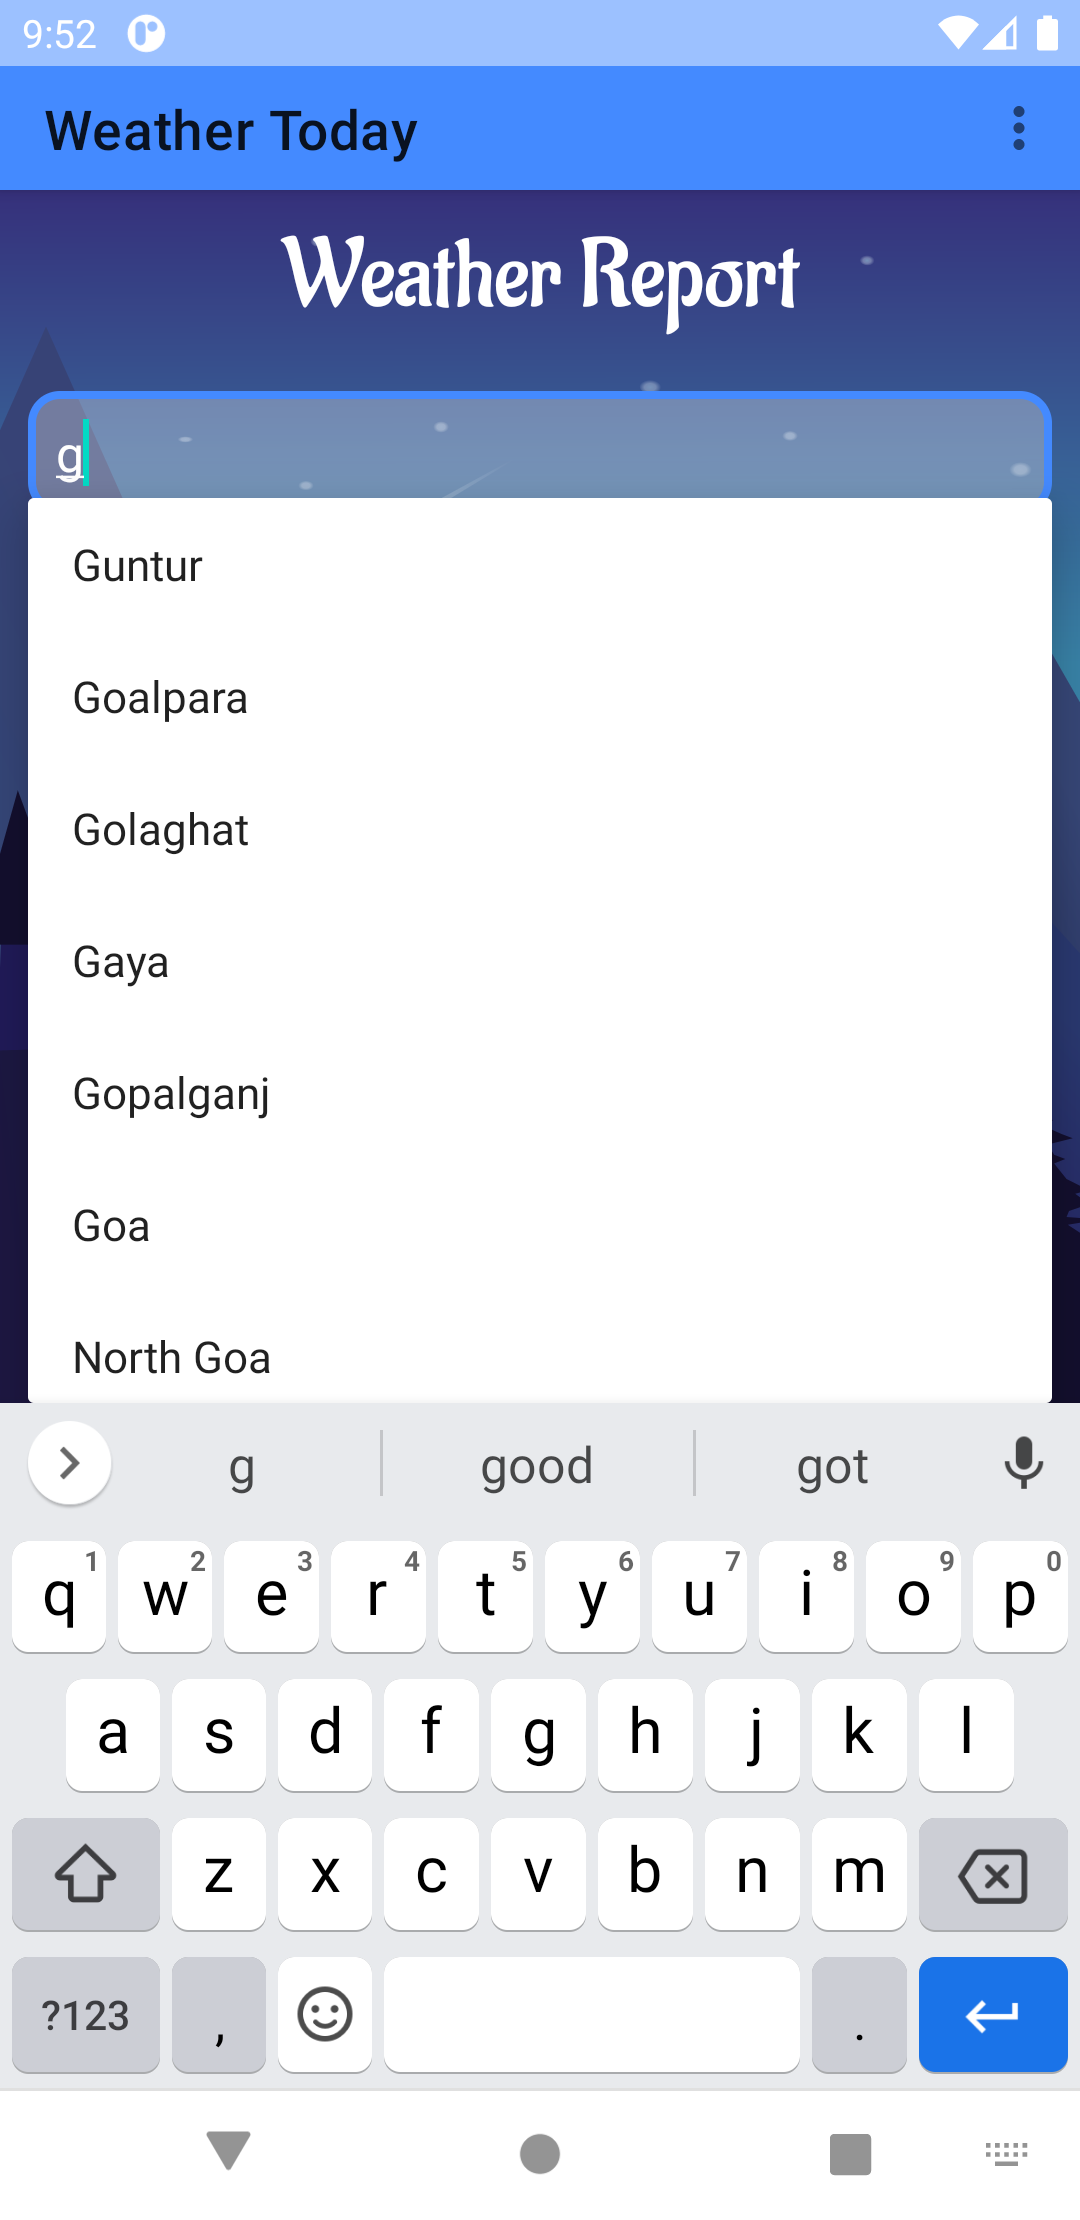 9:52
Weather Today
Weather Report
g
Guntur
Goalpara
Golaghat
Gaya
Gopalganj
Goa
North Goa
g good got
q 1 w 2 e 3 r 4 t 5 y 6 u 7 i 8 o 9 p 0
a s d f g h j k l
z x c v b n m
?123 , .